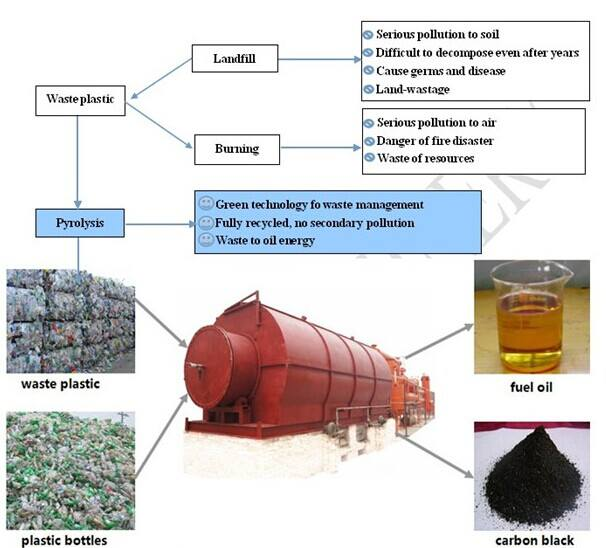 Serious pollution to soil
Difficult to decompose even after years
Cause germs and disease
Land-wastage
Landfill
Waste plastic
Serious pollution to air
Danger of fire disaster
Waste of resources
Burning
Pyrolysis
Green technology fo waste management
Fully recycled, no secondary pollution
Waste to oil energy
waste plastic
fuel oil
plastic bottles
carbon black